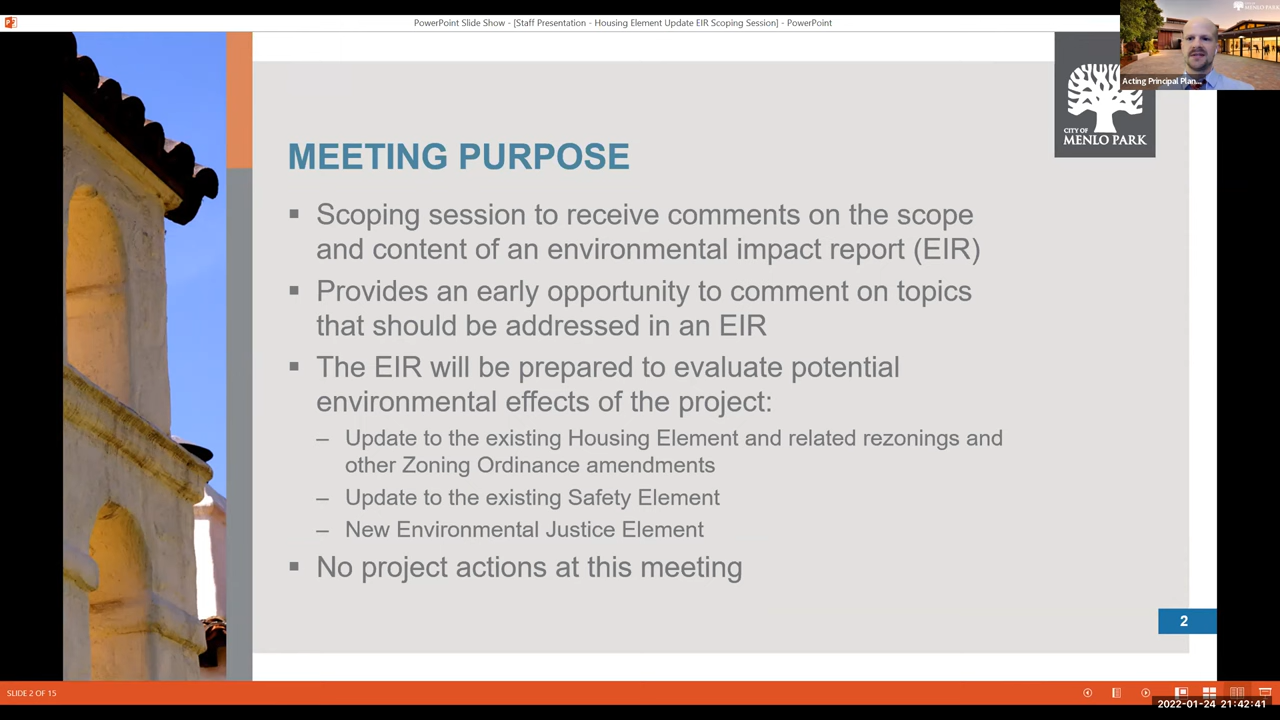 PowerPoint Slide Show - [Staff Presentation - Housing Element Update EIR Scoping Session] - PowerPoint
MENLO PARK
Acting Principal Plan...
CITY OF
MENLO PARK
MEETING PURPOSE
▪ Scoping session to receive comments on the scope
and content of an environmental impact report (EIR)
▪ Provides an early opportunity to comment on topics
that should be addressed in an EIR
▪ The EIR will be prepared to evaluate potential
environmental effects of the project:
– Update to the existing Housing Element and related rezonings and
other Zoning Ordinance amendments
– Update to the existing Safety Element
– New Environmental Justice Element
▪ No project actions at this meeting
2
SLIDE 2 OF 15
2022-01-24 21:42:41